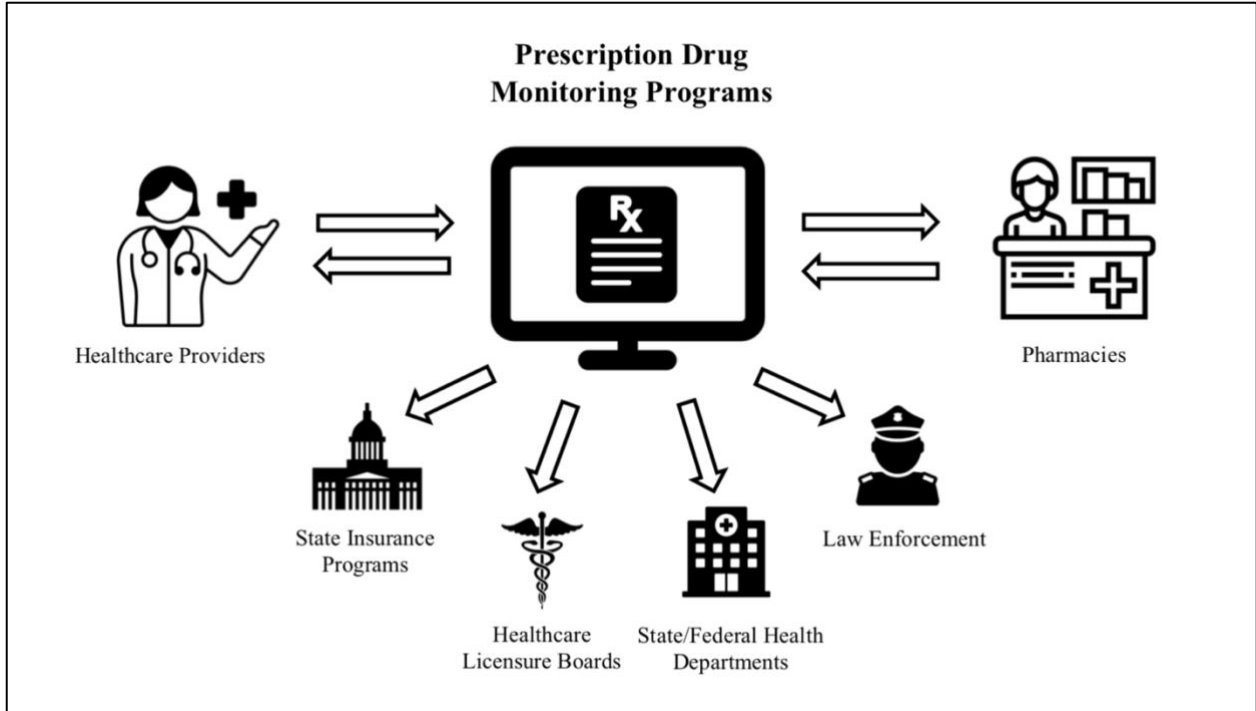 Prescription Drug
Monitoring Programs
Rx
Healthcare Providers
Pharmacies
State Insurance
Programs
Law Enforcement
Healthcare
Licensure Boards
State/Federal Health
Departments